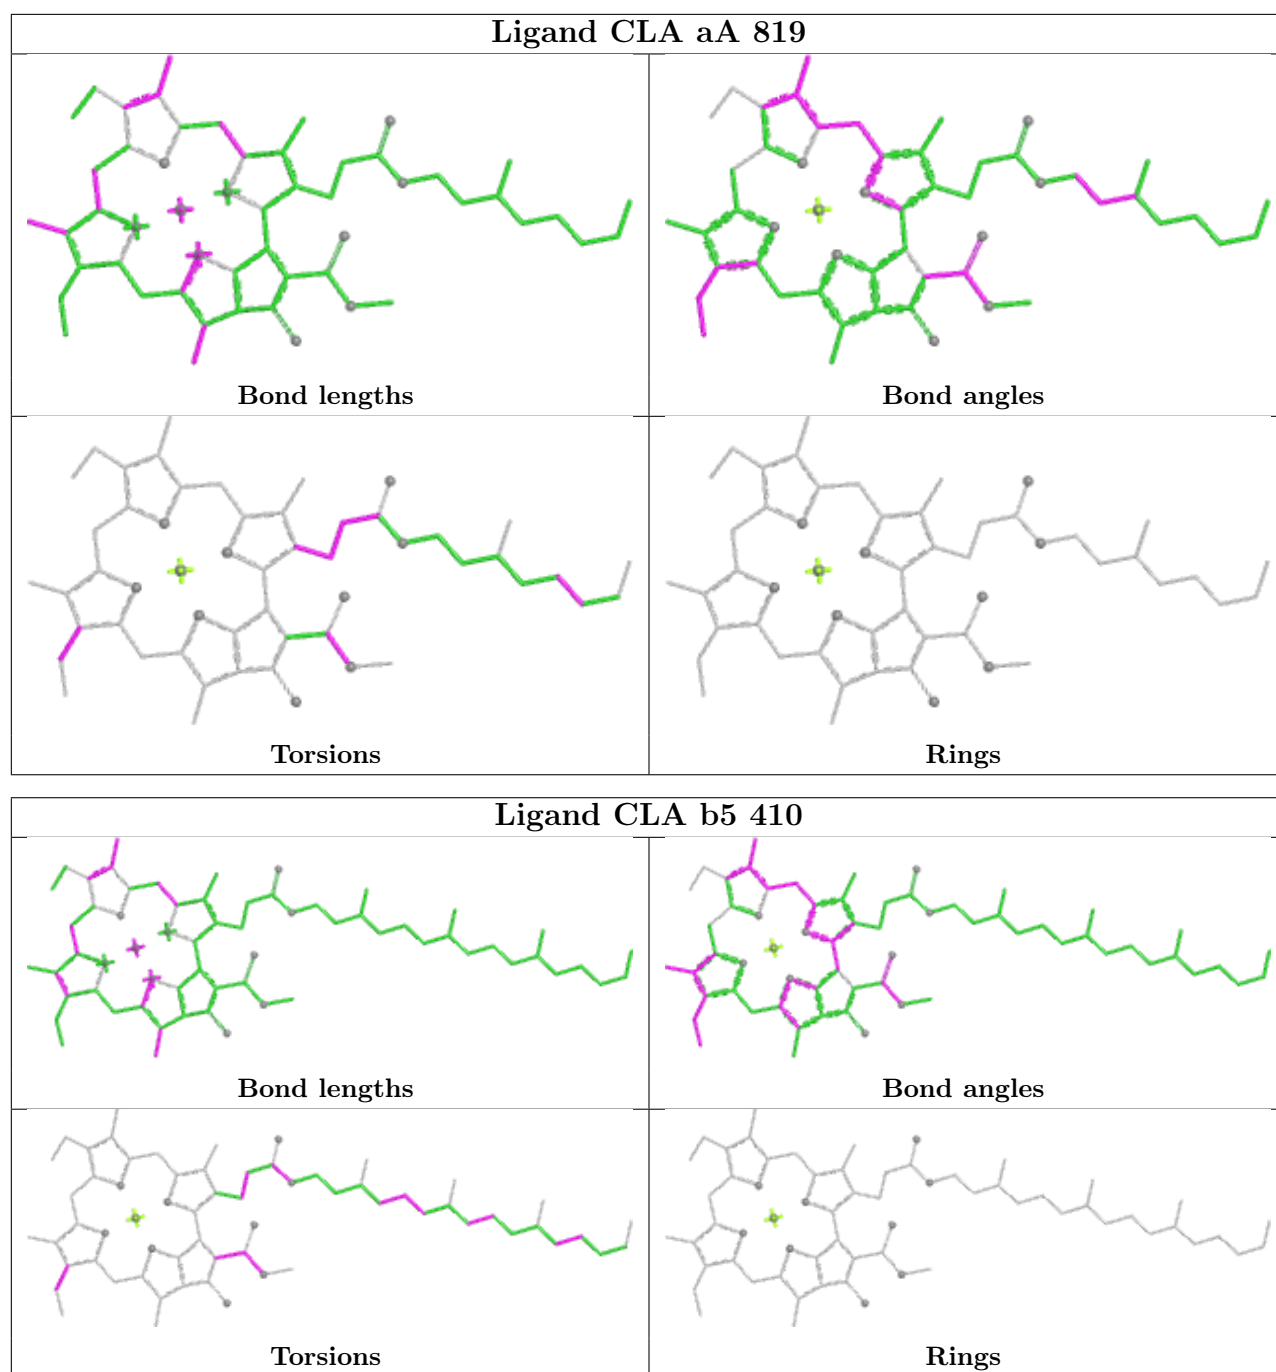 Ligand CLA aA 819
Bond lengths
Bond angles
Torsions
Rings
Ligand CLA b5 410
Bond lengths
Bond angles
Torsions
Rings